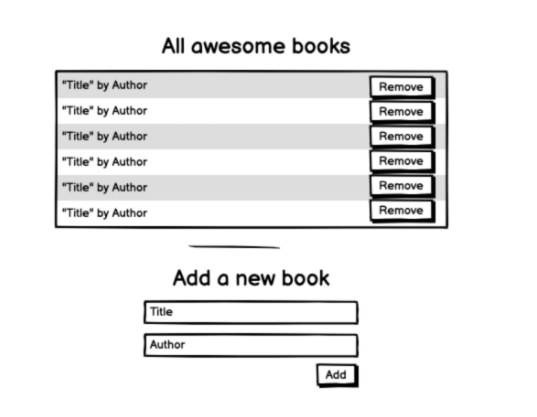 All awesome books
"Title" by Author Remove
"Title" by Author Remove
"Title" by Author Remove
"Title" by Author Remove
"Title" by Author Remove
"Title" by Author Remove
Add a new book
Title
Author
Add